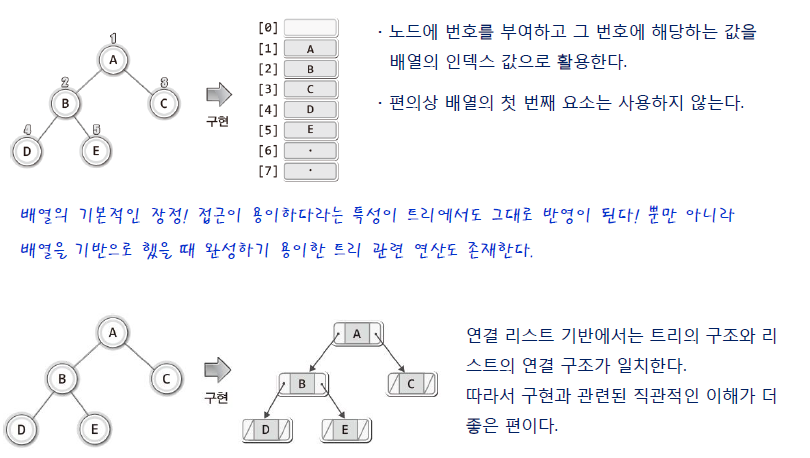 1
A
2
B
3
C
4
D
5
E
구현
[0]
[1] A
[2] B
[3] C
[4] D
[5] E
[6] ·
[7] ·
· 노드에 번호를 부여하고 그 번호에 해당하는 값을
배열의 인덱스 값으로 활용한다.
· 편의상 배열의 첫 번째 요소는 사용하지 않는다.
배열의 기본적인 장점! 접근이 용이하다라는 특성이 트리에서도 그대로 반영이 된다! 뿐만 아니라
배열을 기반으로 했을 때 완성하기 용이한 트리 관련 연산도 존재한다.
A
B
C
D
E
구현
A
B
C
D
E
연결 리스트 기반에서는 트리의 구조와 리
스트의 연결 구조가 일치한다.
따라서 구현과 관련된 직관적인 이해가 더
좋은 편이다.